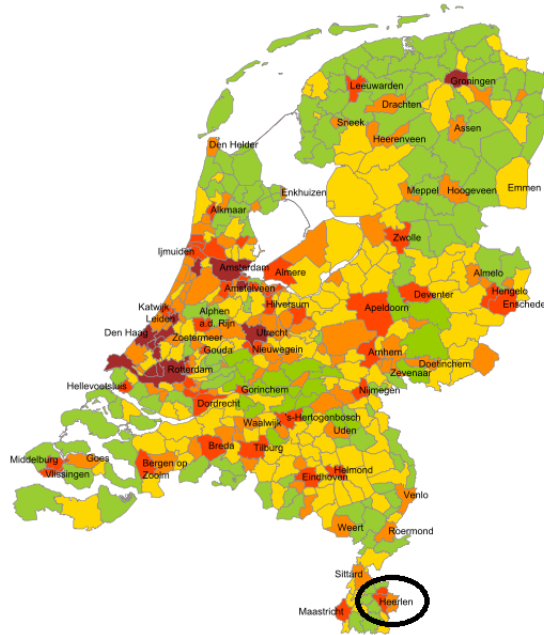 Groningen
Leeuwarden
Drachten
Sneek
Assen
Heerenveen
Den Helder
Enkhuizen
Meppel
Hoogeveen
Emmen
Alkmaar
Zwolle
Ijmuiden
Amsterdam
Almere
Almelo
Amstelveen
Hengelo
Katwijk
Hilversum
Deventer
Enschede
Leiden
Alphen
a.d. Rijn
Apeldoorn
Den Haag
Zoetermeer
Utrecht
Gouda
Nieuwegein
Arnhem
Doetinchem
Rotterdam
Zevenaar
Hellevoetsluis
Gorinchem
Nijmegen
Dordrecht
's-Hertogenbosch
Waalwijk
Uden
Middelburg
Goes
Breda
Tilburg
Bergen op
Zoolm
Vlissingen
Helmond
Eindhoven
Venlo
Weert
Roermond
Sittard
Heerlen
Maastricht